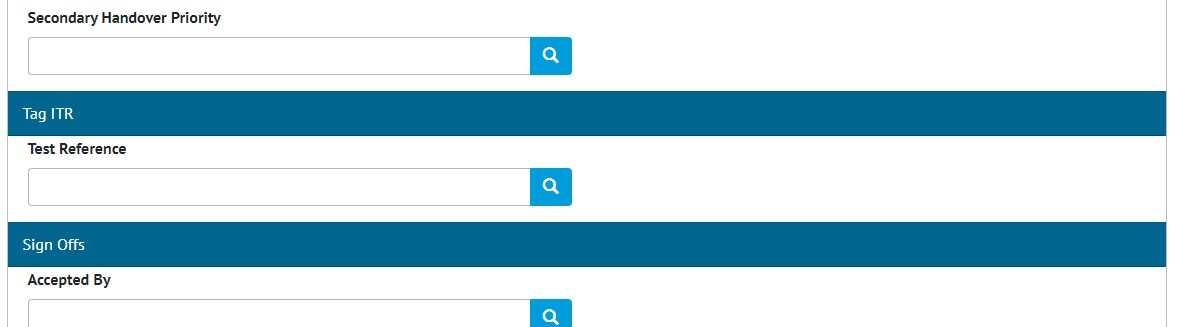 Secondary Handover Priority
Tag ITR
Test Reference
Sign Offs
Accepted By